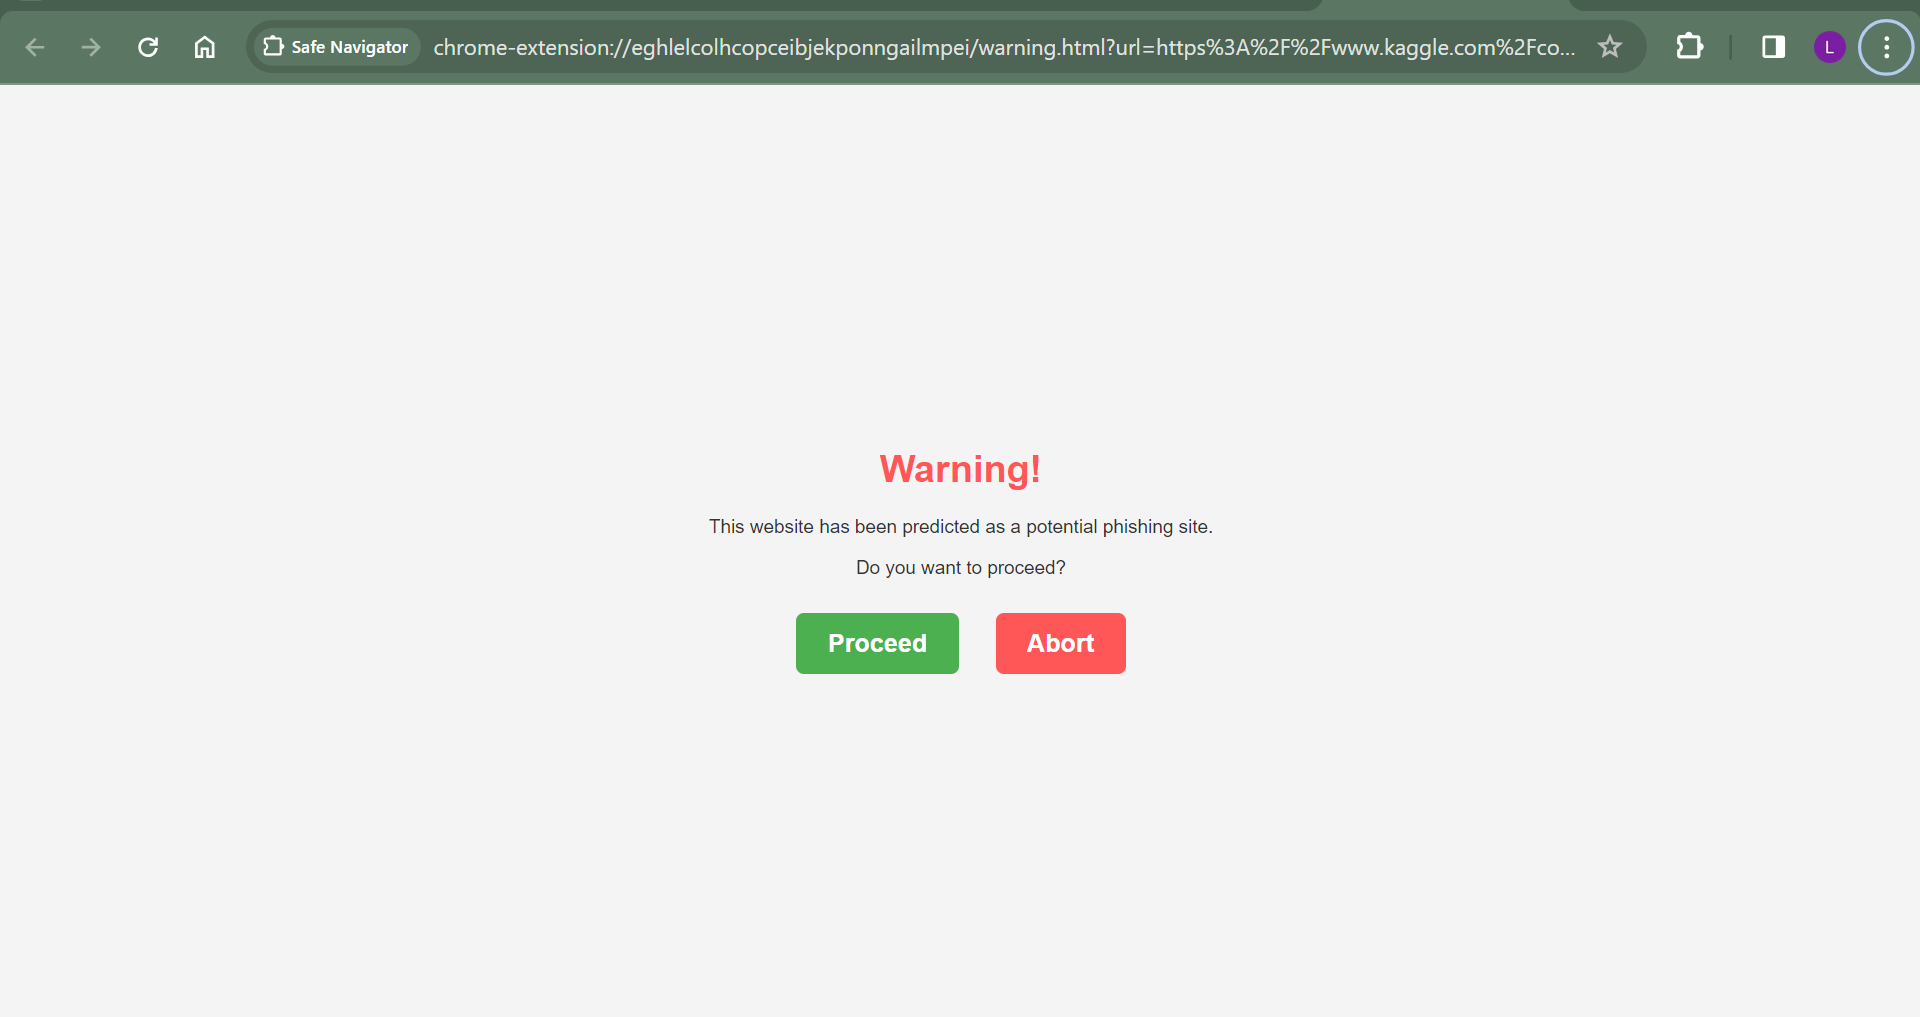 Safe Navigator chrome-extension://eghlelcolhcopceibjekponngailmpei/warning.html?url=https%3A%2F%2Fwww.kaggle.com%2Fco... L
Warning!
This website has been predicted as a potential phishing site.
Do you want to proceed?
Proceed Abort